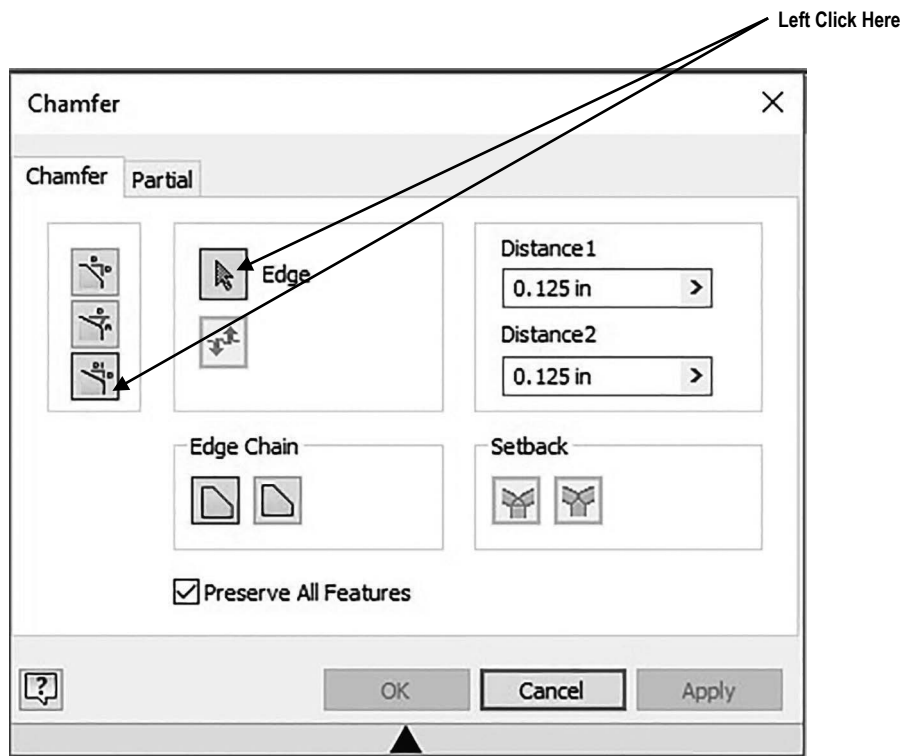 Left Click Here
Chamfer
Chamfer Partial
Edge
Distance1
0.125 in
Distance2
0.125 in
Edge Chain
Setback
Preserve All Features
OK Cancel Apply